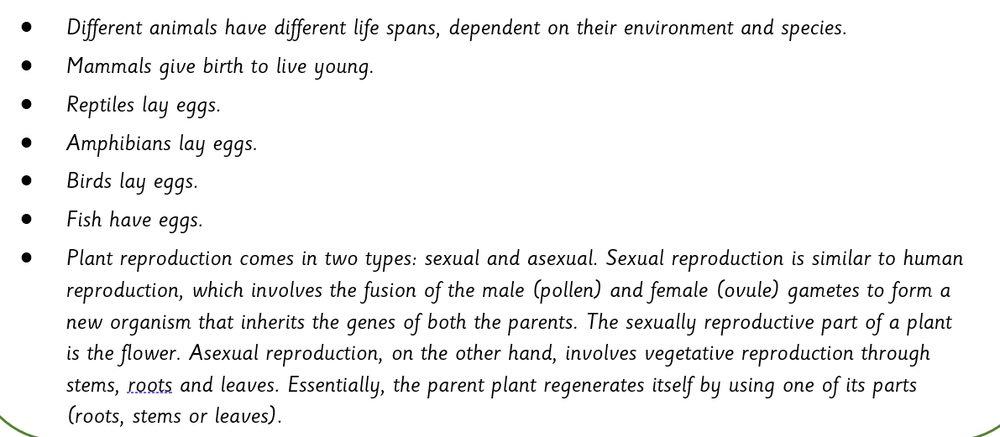 ● Different animals have different life spans, dependent on their environment and species.
● Mammals give birth to live young.
● Reptiles lay eggs.
● Amphibians lay eggs.
● Birds lay eggs.
● Fish have eggs.
● Plant reproduction comes in two types: sexual and asexual. Sexual reproduction is similar to human
reproduction, which involves the fusion of the male (pollen) and female (ovule) gametes to form a
new organism that inherits the genes of both the parents. The sexually reproductive part of a plant
is the flower. Asexual reproduction, on the other hand, involves vegetative reproduction through
stems, roots and leaves. Essentially, the parent plant regenerates itself by using one of its parts
(roots, stems or leaves).